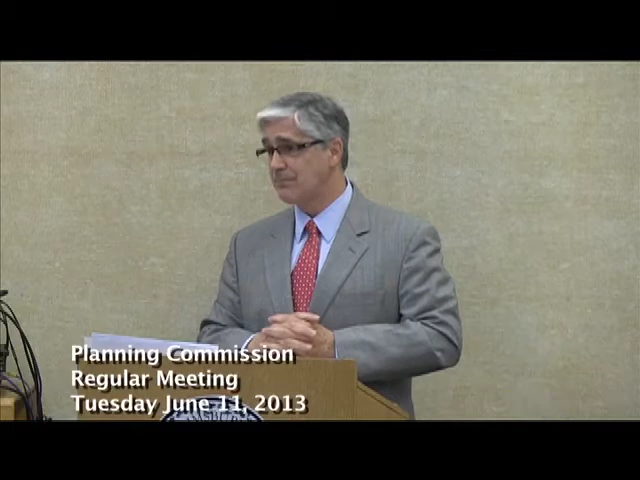 Planning Commission
Regular Meeting
Tuesday June 11, 2013